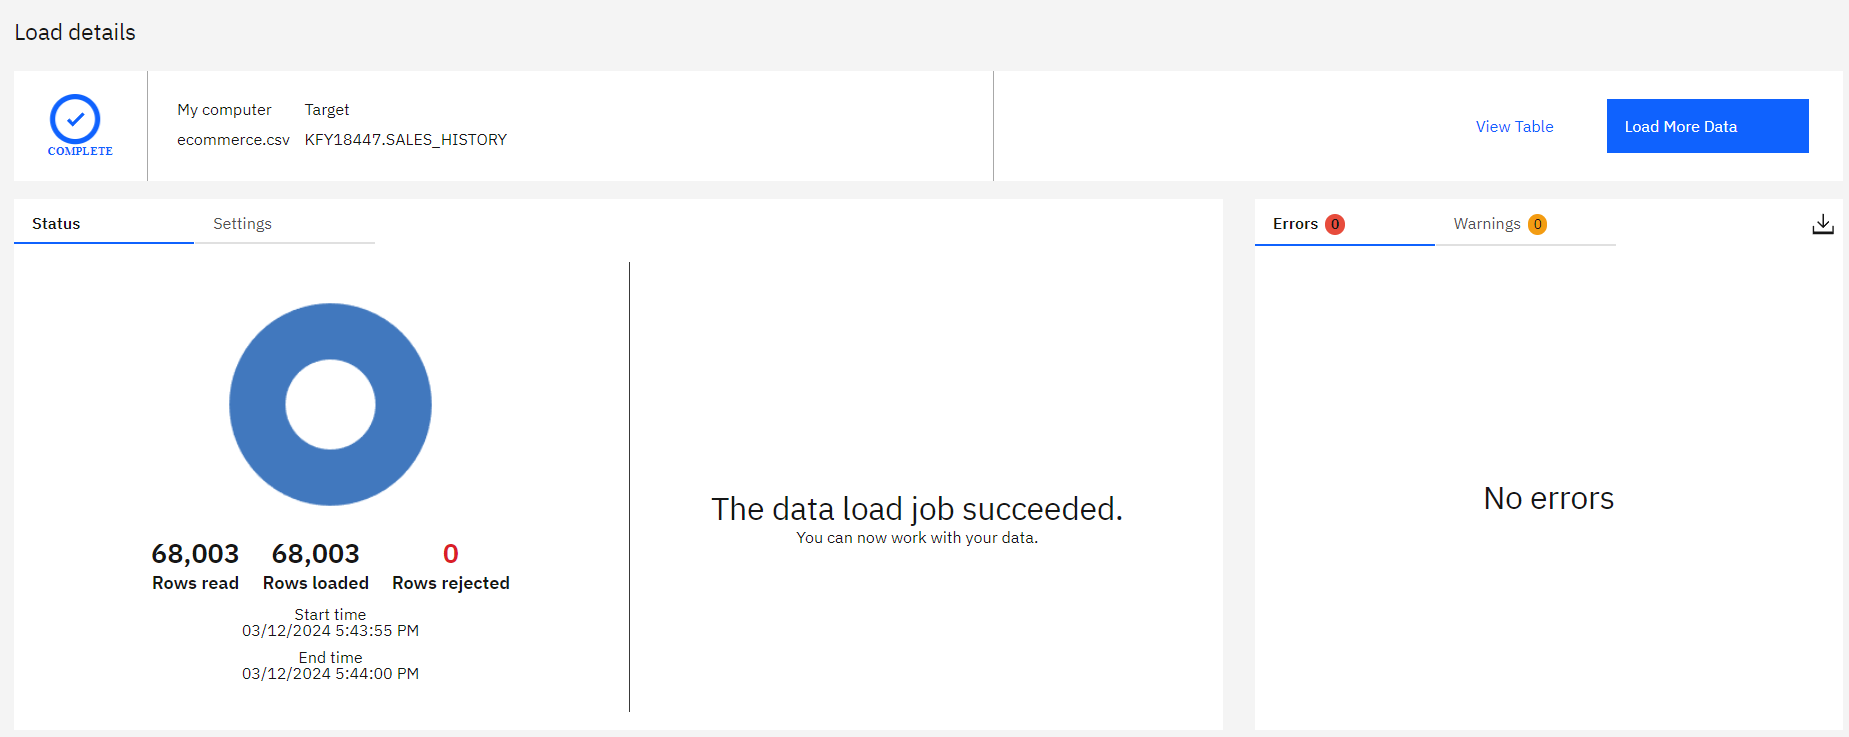 Load details
COMPLETE
My computer Target
ecommerce.csv KFY18447.SALES_HISTORY
View Table
Load More Data
Status
Settings
68,003 68,003 0
Rows read Rows loaded Rows rejected
Start time
03/12/2024 5:43:55 PM
End time
03/12/2024 5:44:00 PM
The data load job succeeded.
You can now work with your data.
Errors 0
Warnings 0
No errors